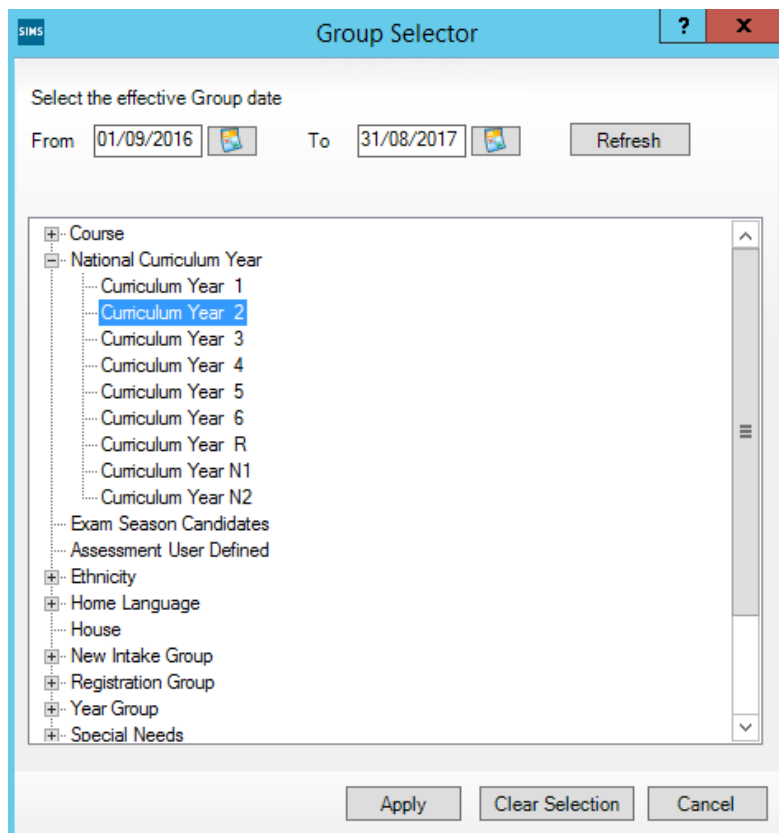 SIMS
Group Selector
?
X
Select the effective Group date
From 01/09/2016 To 31/08/2017 Refresh
Course
National Curriculum Year
Curriculum Year 1
Curriculum Year 2
Curriculum Year 3
Curriculum Year 4
Curriculum Year 5
Curriculum Year 6
Curriculum Year R
Curriculum Year N1
Curriculum Year N2
Exam Season Candidates
Assessment User Defined
Ethnicity
Home Language
House
New Intake Group
Registration Group
Year Group
Special Needs
Apply Clear Selection Cancel